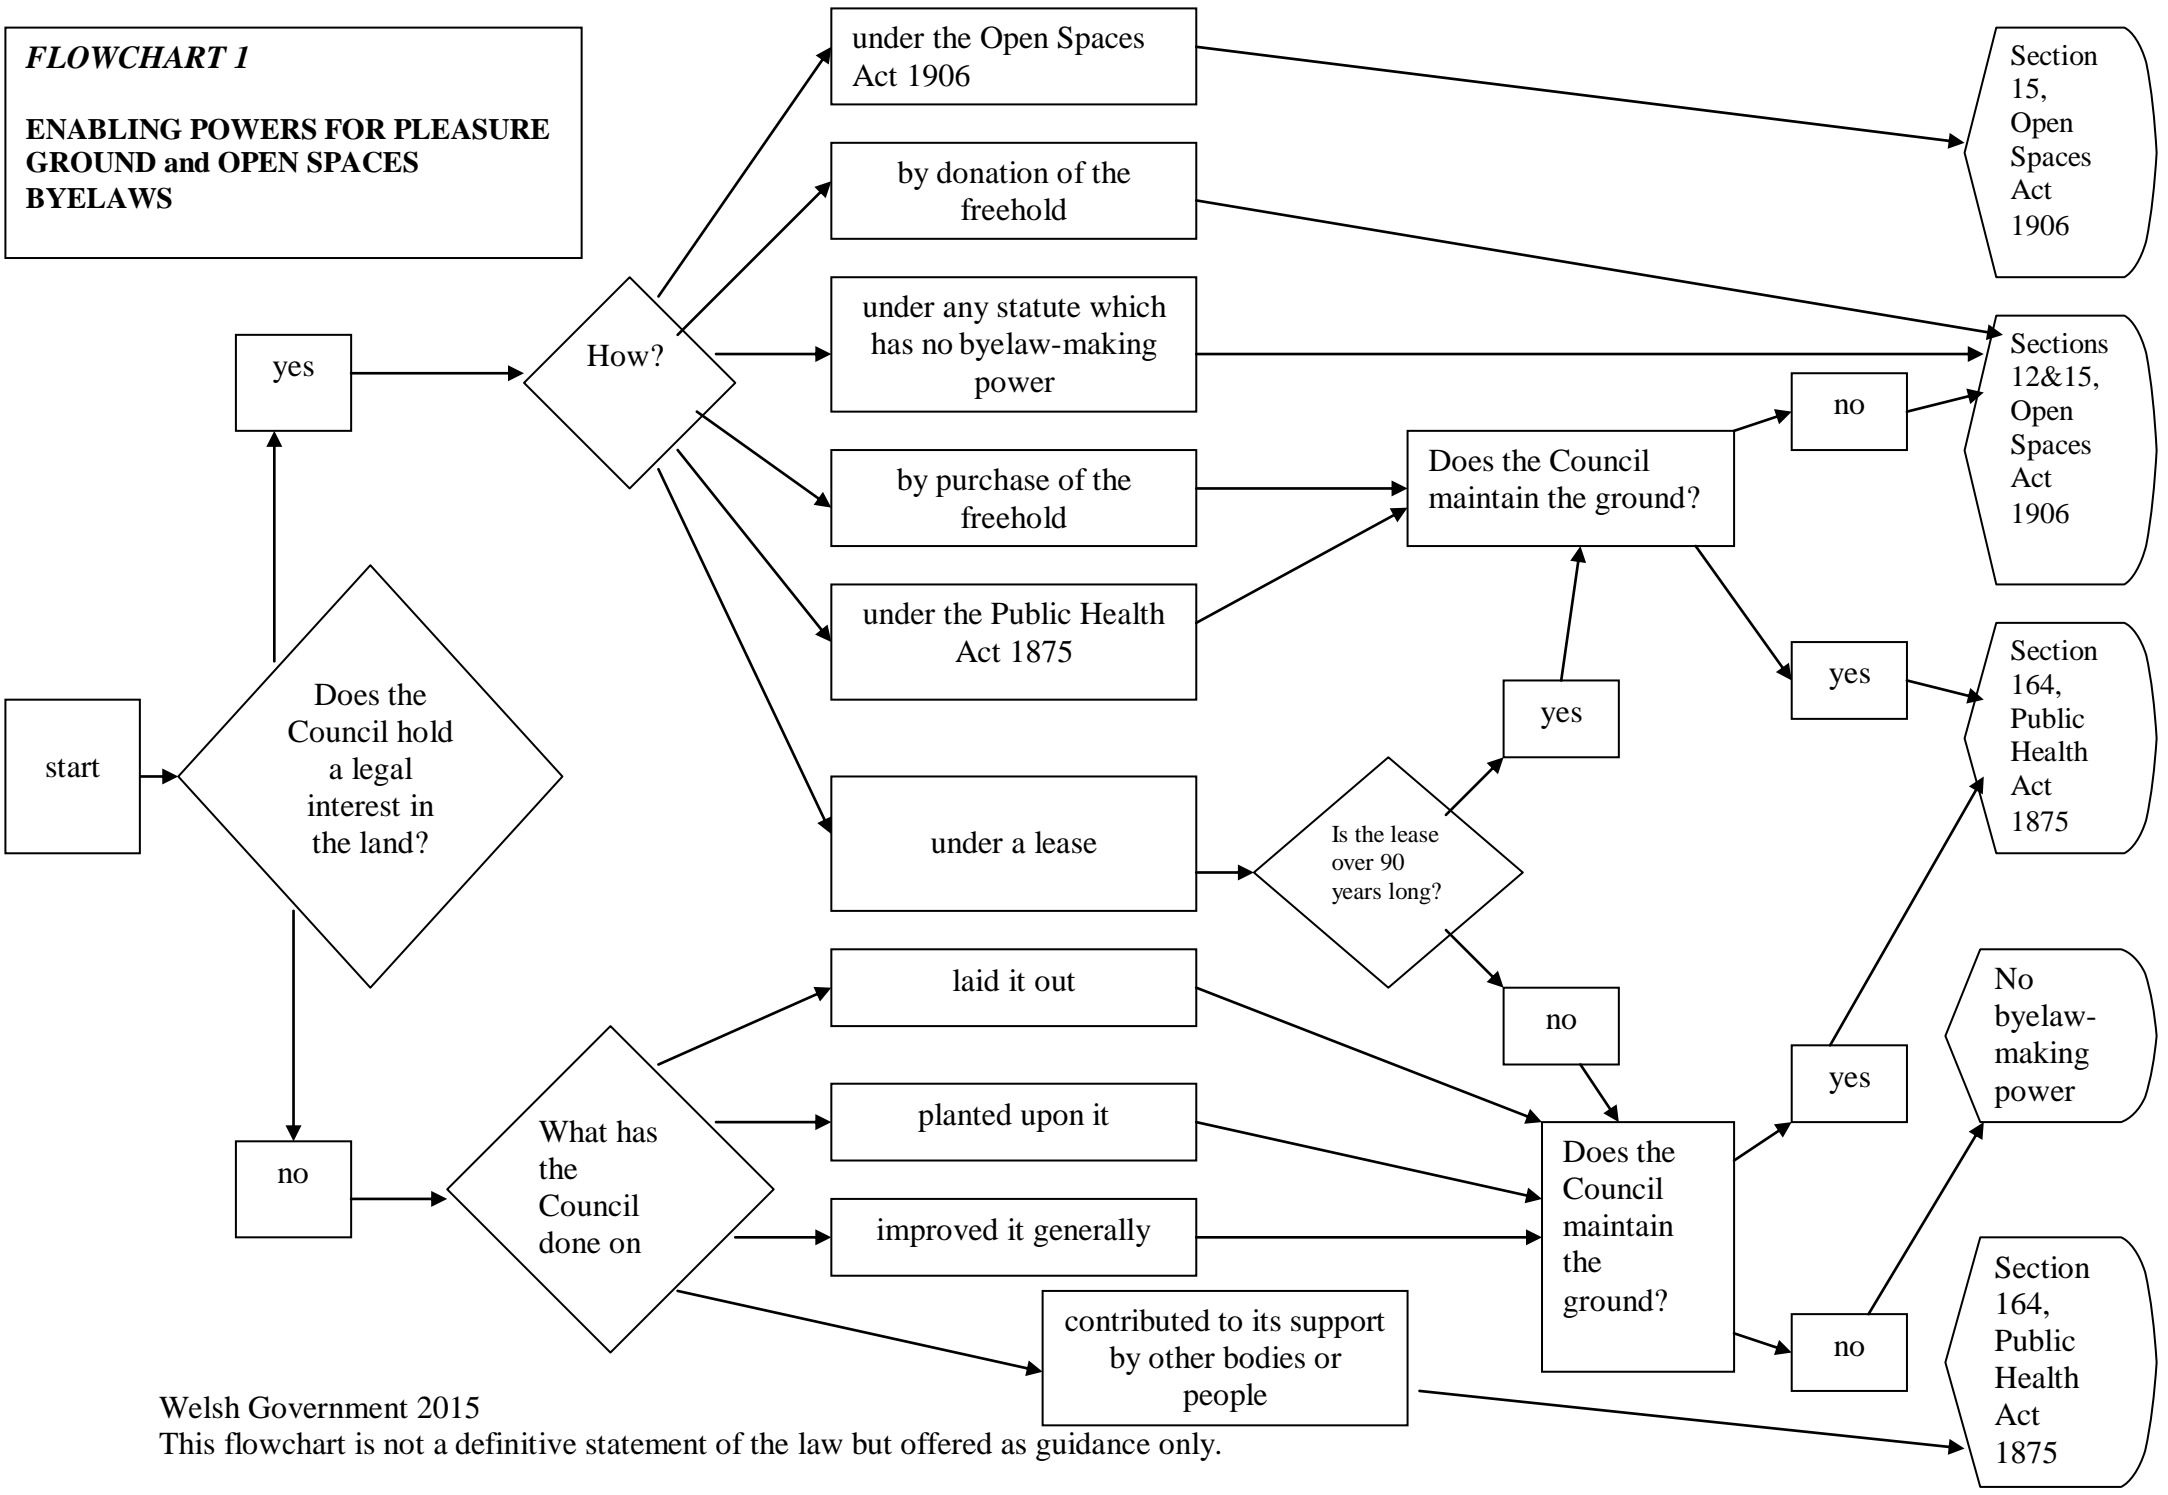 FLOWCHART 1
ENABLING POWERS FOR PLEASURE
GROUND and OPEN SPACES
BYELAWS
start
Does the
Council hold
a legal
interest in
the land?
yes
no
How?
What has
the
Council
done on
under the Open Spaces
Act 1906
by donation of the
freehold
under any statute which
has no byelaw-making
power
by purchase of the
freehold
under the Public Health
Act 1875
under a lease
laid it out
planted upon it
improved it generally
contributed to its support
by other bodies or
people
Is the lease
over 90
years long?
yes
no
Does the Council
maintain the ground?
no
yes
Does the
Council
maintain
the
ground?
yes
no
Section
15,
Open
Spaces
Act
1906
Sections
12&15,
Open
Spaces
Act
1906
Section
164,
Public
Health
Act
1875
No
byelaw-
making
power
Section
164,
Public
Health
Act
1875
Welsh Government 2015
This flowchart is not a definitive statement of the law but offered as guidance only.